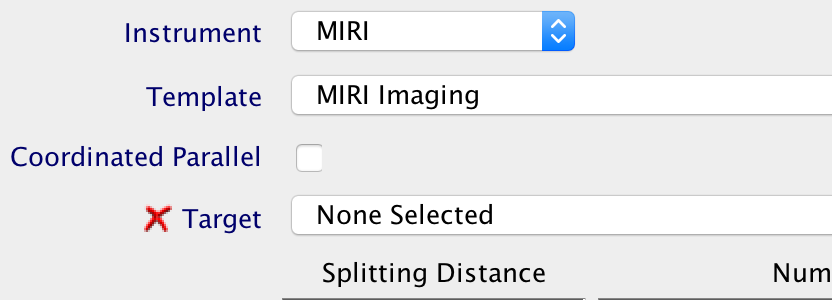 Instrument MIRI
Template MIRI Imaging
Coordinated Parallel
Target None Selected
Splitting Distance